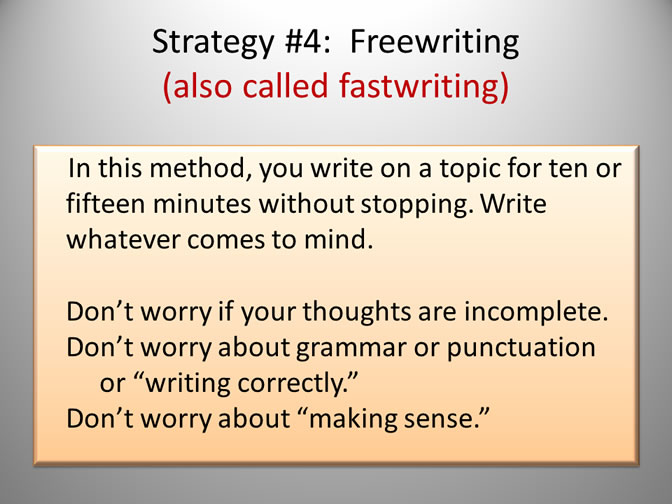 Strategy #4:  Freewriting
(also called fastwriting)
In this method, you write on a topic for ten or
fifteen minutes without stopping. Write
whatever comes to mind.
Don’t worry if your thoughts are incomplete.
Don’t worry about grammar or punctuation
or “writing correctly.”
Don’t worry about “making sense.”